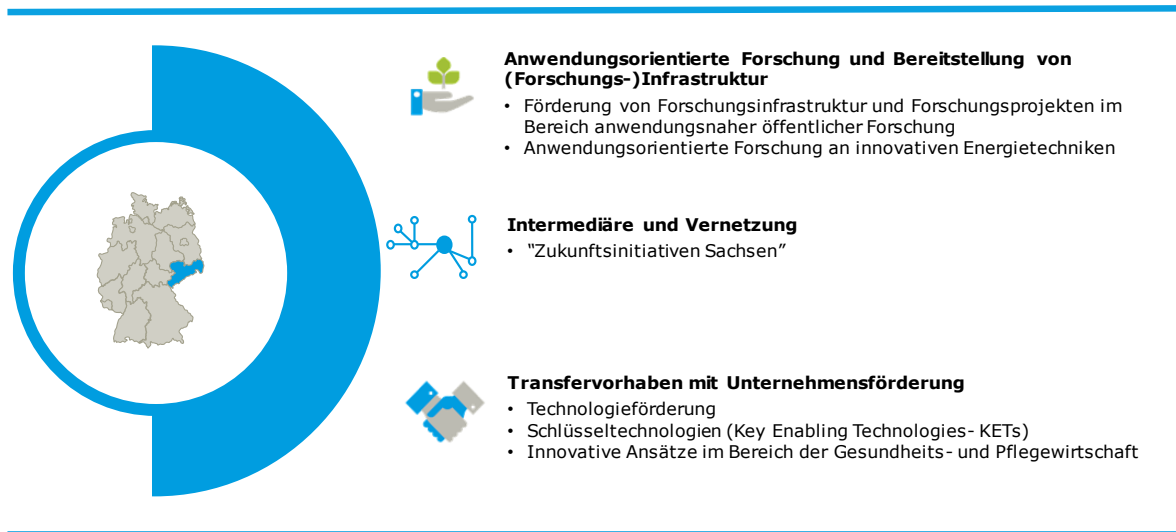 Anwendungsorientierte Forschung und Bereitstellung von
(Forschungs-)Infrastruktur
• Förderung von Forschungsinfrastruktur und Forschungsprojekten im
Bereich anwendungsnaher öffentlicher Forschung
• Anwendungsorientierte Forschung an innovativen Energietechniken
Intermediäre und Vernetzung
• “Zukunftsinitiativen Sachsen”
Transfervorhaben mit Unternehmensförderung
• Technologieförderung
• Schlüsseltechnologien (Key Enabling Technologies- KETs)
• Innovative Ansätze im Bereich der Gesundheits- und Pflegewirtschaft